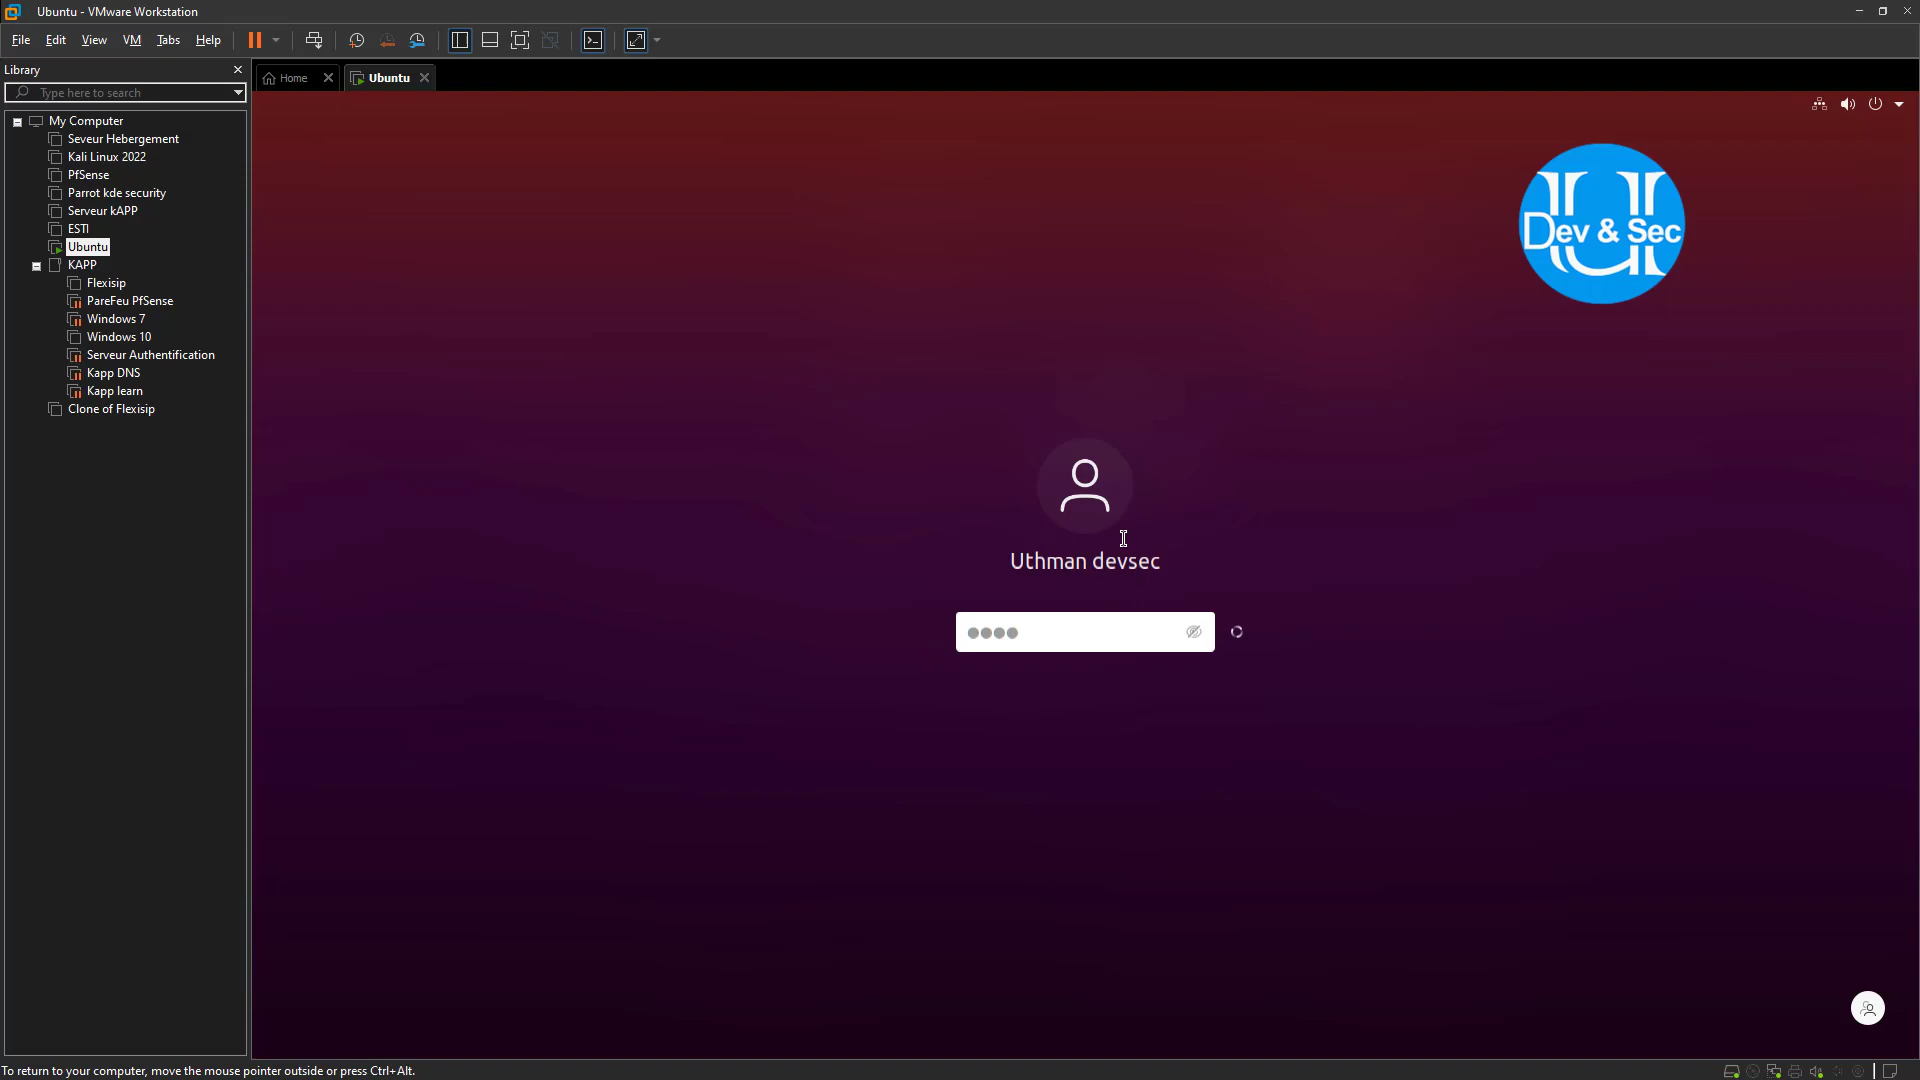 Ubuntu - VMware Workstation
File Edit View VM Tabs Help
Library
Type here to search
Home
Ubuntu
My Computer
Seveur Hebergement
Kali Linux 2022
PfSense
Parrot kde security
Serveur kAPP
ESTI
Ubuntu
KAPP
Flexisip
PareFeu PfSense
Windows 7
Windows 10
Serveur Authentification
Kapp DNS
Kapp learn
Clone of Flexisip
U
Dev & Sec
Uthman devsec
To return to your computer, move the mouse pointer outside or press Ctrl+Alt.